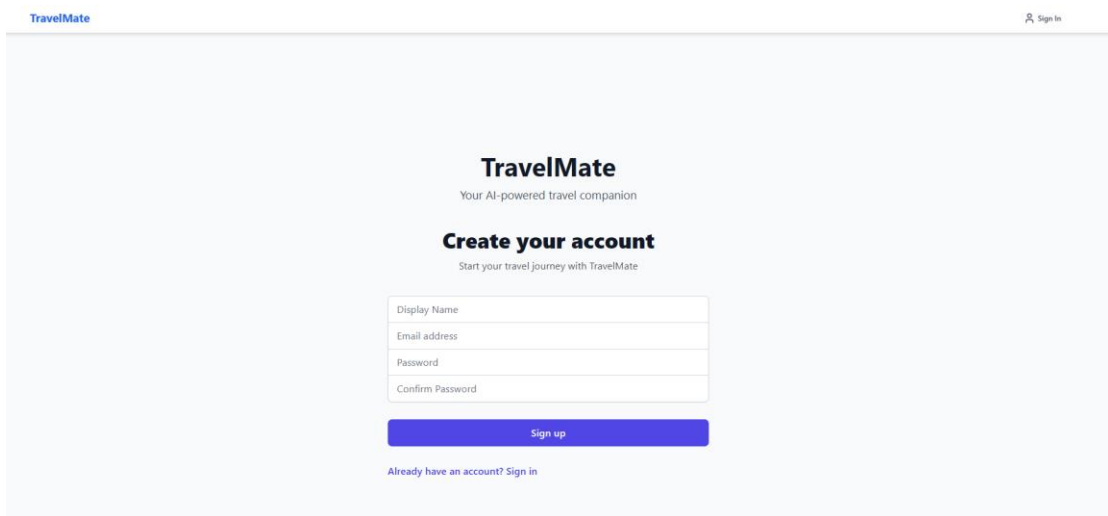 TravelMate
Sign In
TravelMate
Your AI-powered travel companion
Create your account
Start your travel journey with TravelMate
Display Name
Email address
Password
Confirm Password
Sign up
Already have an account? Sign in